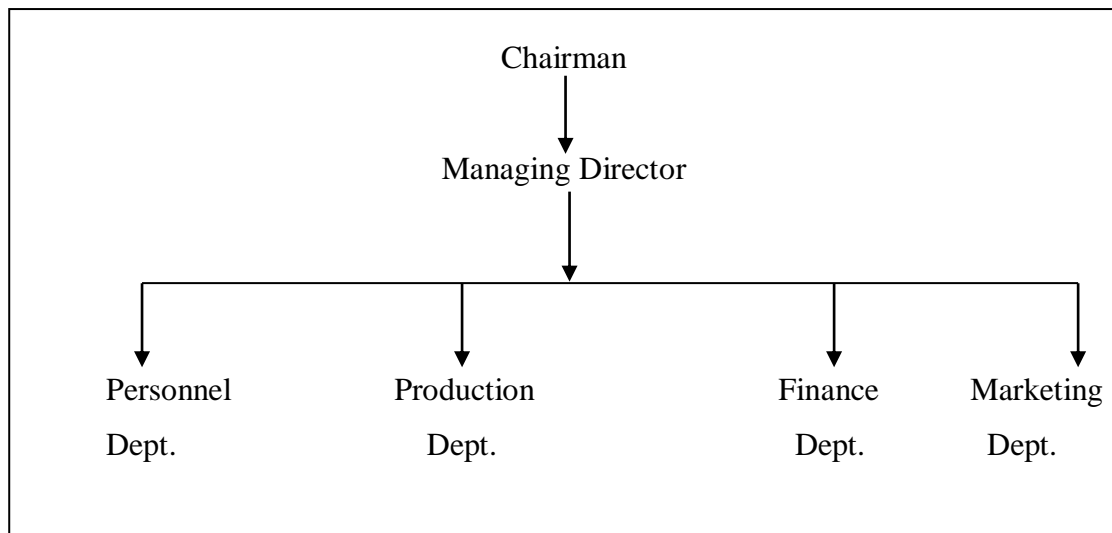 Chairman
Managing Director
Personnel Production Finance Marketing
Dept. Dept. Dept. Dept.